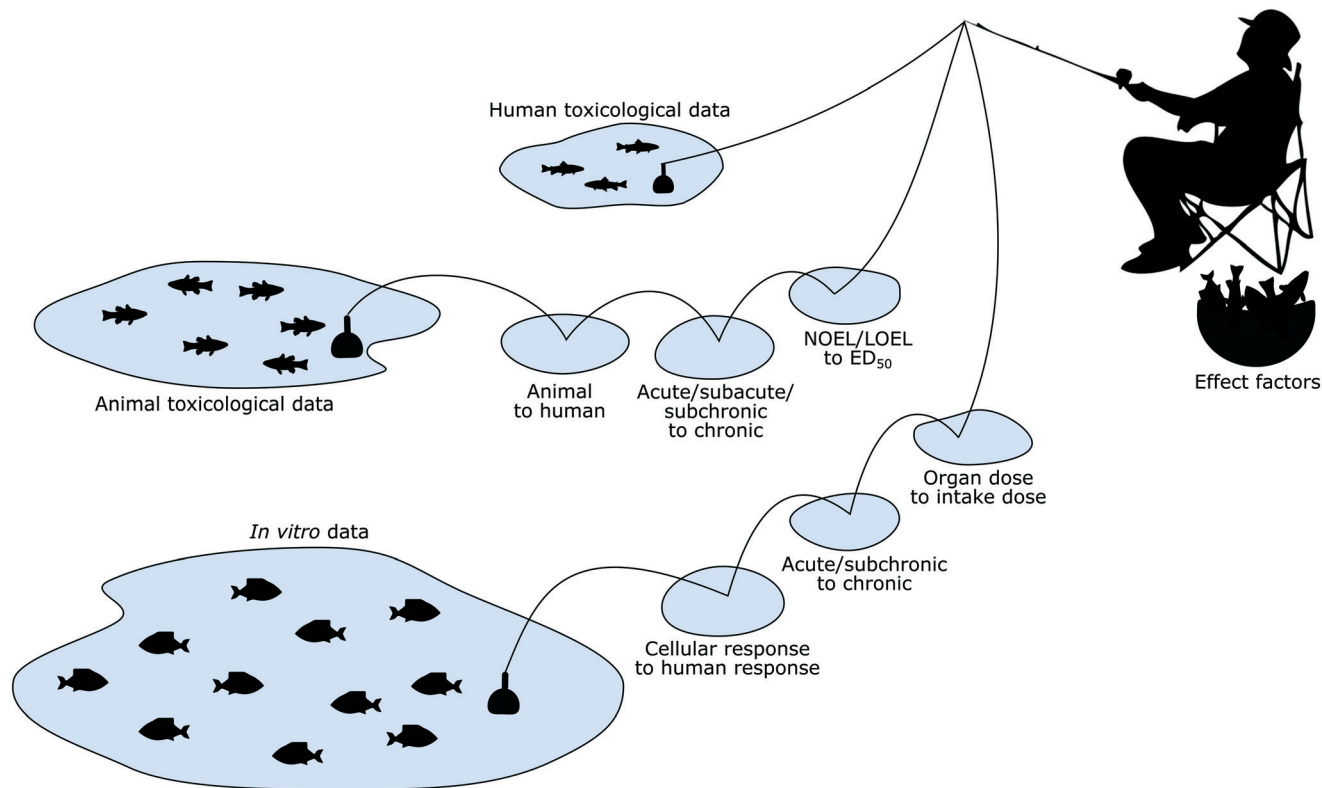 Human toxicological data
Animal toxicological data
Animal
to human
Acute/subacute/
subchronic
to chronic
NOEL/LOEL
to ED₅₀
Effect factors
Organ dose
to intake dose
Acute/subchronic
to chronic
In vitro data
Cellular response
to human response